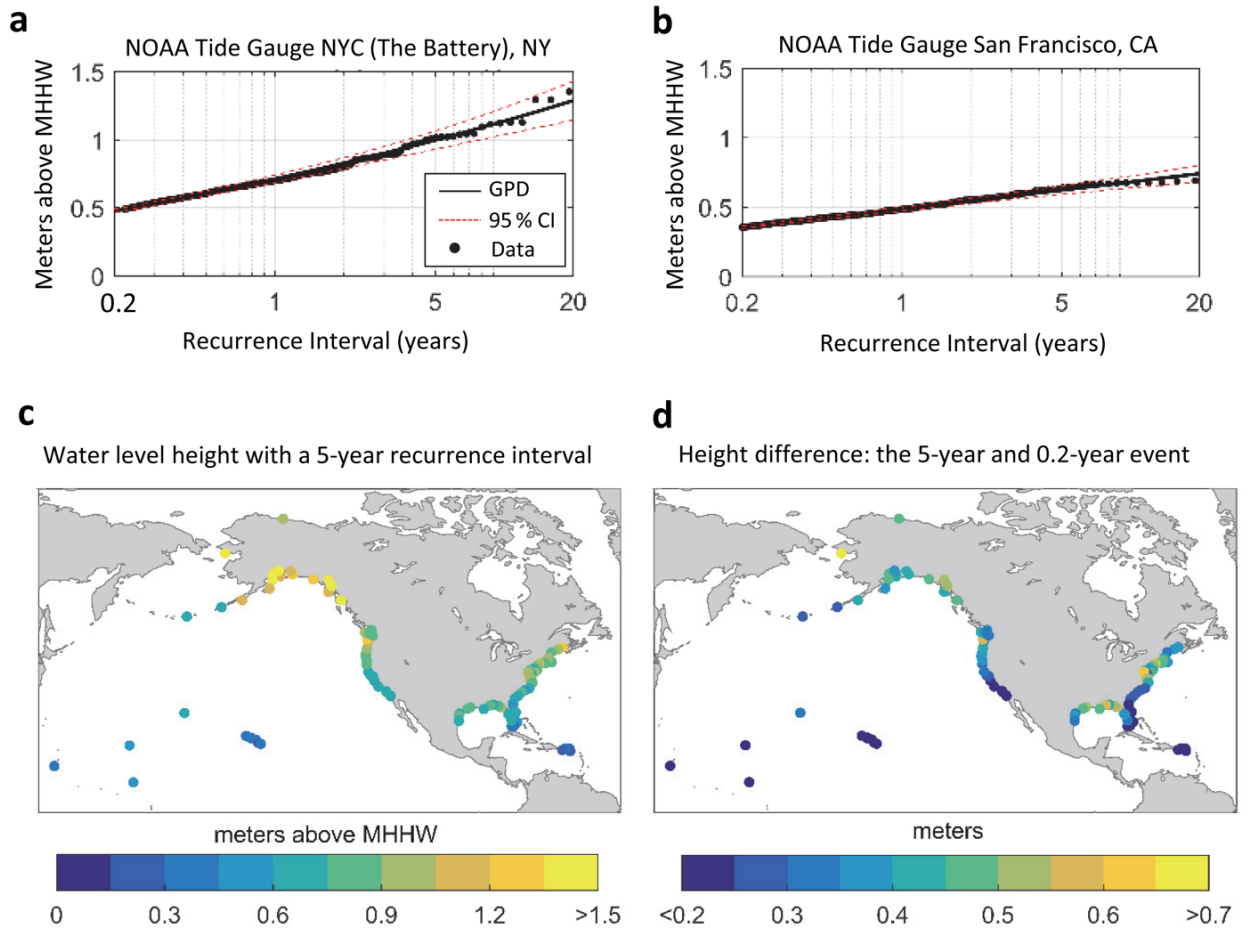 a
NOAA Tide Gauge NYC (The Battery), NY
1.5
1
0.5
0
Meters above MHHW
GPD
95 % CI
Data
0.2 1 5 20
Recurrence Interval (years)
b
NOAA Tide Gauge San Francisco, CA
1.5
1
0.5
0
Meters above MHHW
0.2 1 5 20
Recurrence Interval (years)
c
Water level height with a 5-year recurrence interval
meters above MHHW
0 0.3 0.6 0.9 1.2 >1.5
d
Height difference: the 5-year and 0.2-year event
meters
<0.2 0.3 0.4 0.5 0.6 >0.7